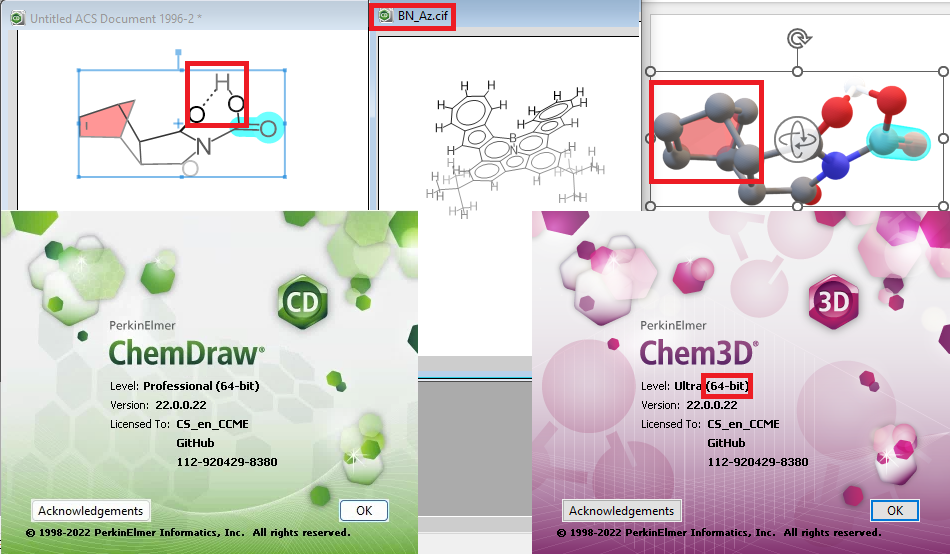 Untitled ACS Document 1996-2 *
BN_Az.cif
H
O
O
O
N
O
H
H
H
H
H
H
H
H
H
H
H
H
B
N
H
H
H
H
H
H
H
H
H
H
H
H
CD
PerkinElmer
ChemDraw®
Level: Professional (64-bit)
Version: 22.0.0.22
Licensed To: CS_en_CCME
GitHub
112-920429-8380
Acknowledgements
OK
© 1998-2022 PerkinElmer Informatics, Inc. All rights reserved.
3D
PerkinElmer
Chem3D®
Level: Ultra (64-bit)
Version: 22.0.0.22
Licensed To: CS_en_CCME
GitHub
112-920429-8380
Acknowledgements
OK
© 1998-2022 PerkinElmer Informatics, Inc. All rights reserved.